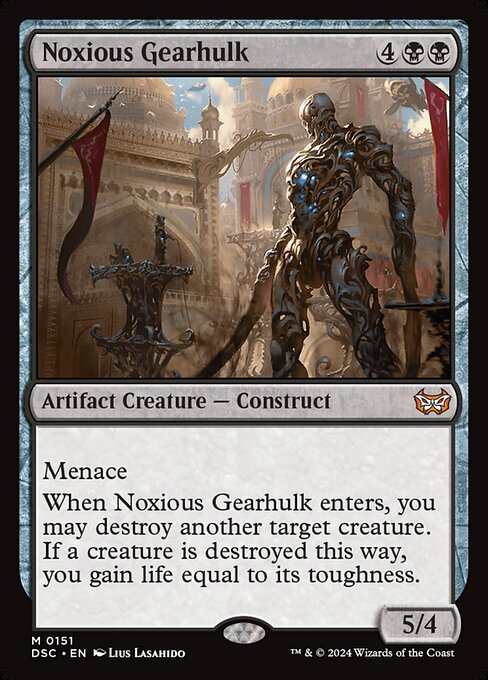 Noxious Gearhulk 4
Artifact Creature — Construct
Menace
When Noxious Gearhulk enters, you
may destroy another target creature.
If a creature is destroyed this way,
you gain life equal to its toughness.
5/4
M 0151
DSC • EN Lius Lasahido
™ & © 2024 Wizards of the Coast